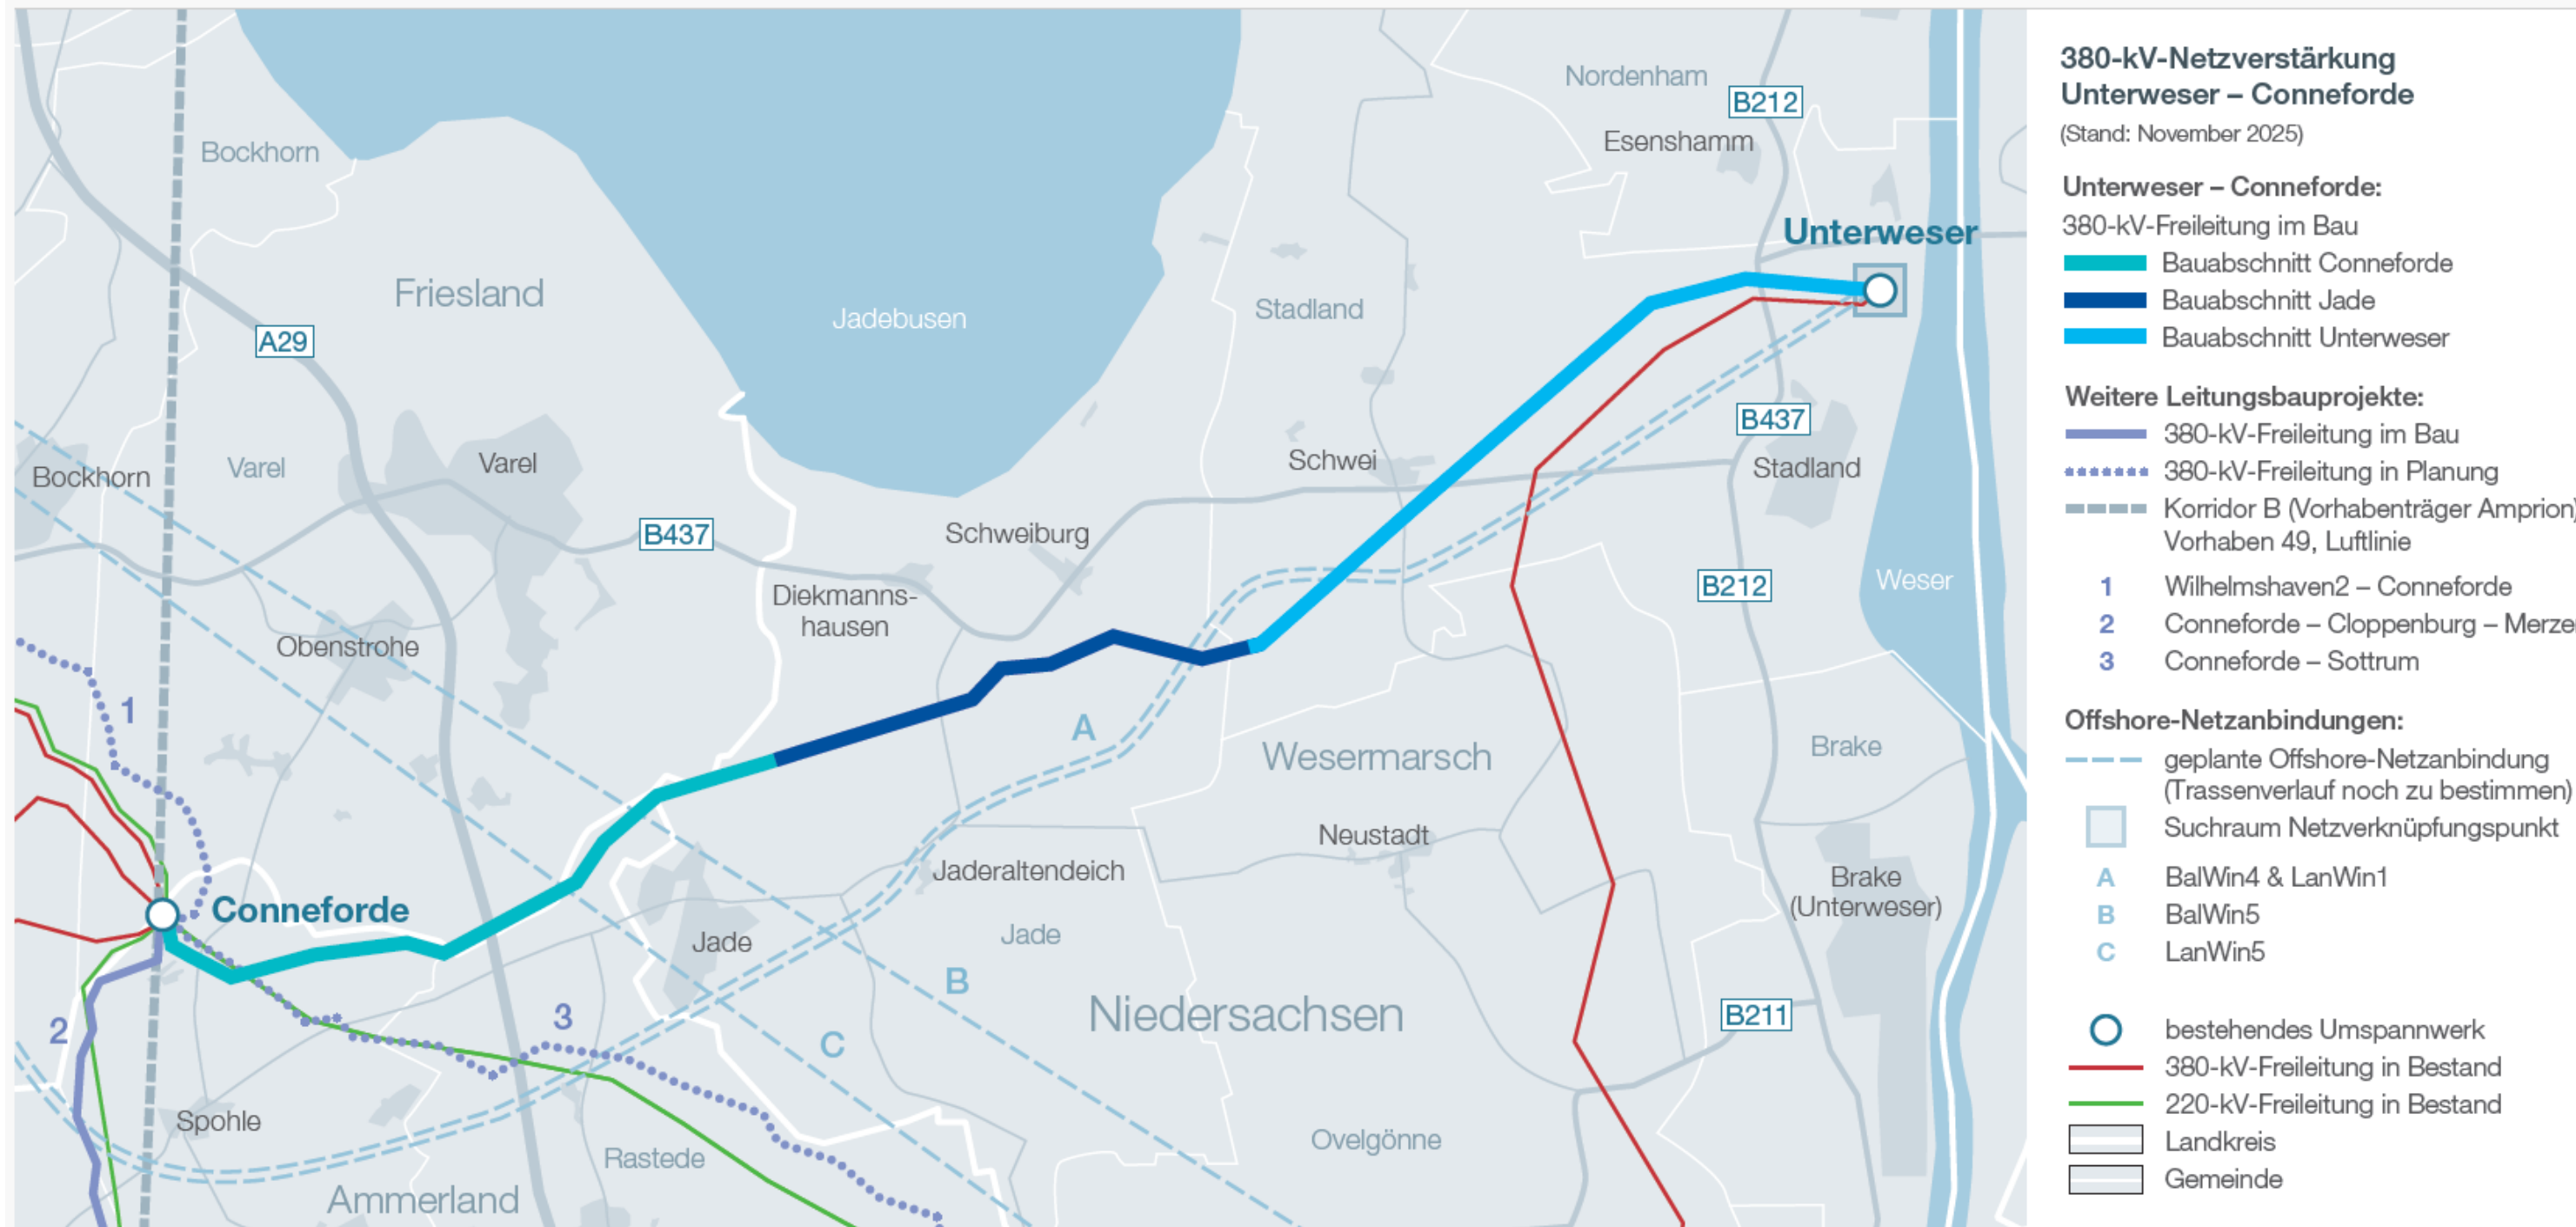 Nordenham
B212
Esenshamm
Bockhorn
Unterweser
Friesland
Stadland
Jadebusen
A29
B437
Bockhorn
Varel
Varel
Schwei
Stadland
B437
Schweiburg
B212
Weser
Diekmanns-
hausen
Obenstrohe
1
A
Wesermarsch
Brake
Neustadt
Jaderaltendeich
Brake
(Unterweser)
Conneforde
Jade
Jade
B
Niedersachsen
B211
2
3
C
Spohle
Rastede
Ovelgönne
Ammerland
380-kV-Netzverstärkung
Unterweser – Conneforde
(Stand: November 2025)
Unterweser – Conneforde:
380-kV-Freileitung im Bau
Bauabschnitt Conneforde
Bauabschnitt Jade
Bauabschnitt Unterweser
Weitere Leitungsbauprojekte:
380-kV-Freileitung im Bau
380-kV-Freileitung in Planung
Korridor B (Vorhabenträger Amprion)
Vorhaben 49, Luftlinie
1 Wilhelmshaven2 – Conneforde
2 Conneforde – Cloppenburg – Merzen
3 Conneforde – Sottrum
Offshore-Netzanbindungen:
geplante Offshore-Netzanbindung
(Trassenverlauf noch zu bestimmen)
Suchraum Netzverknüpfungspunkt
A BalWin4 & LanWin1
B BalWin5
C LanWin5
bestehendes Umspannwerk
380-kV-Freileitung in Bestand
220-kV-Freileitung in Bestand
Landkreis
Gemeinde